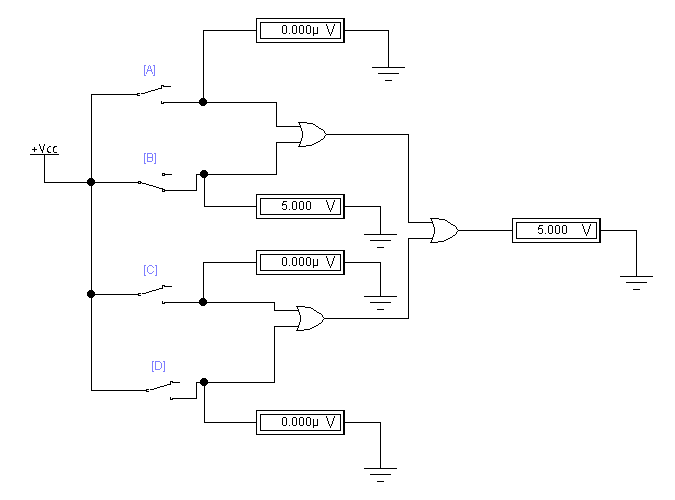 0.000µ V
[A]
+Vcc
[B]
5.000 V
5.000 V
0.000µ V
[C]
[D]
0.000µ V